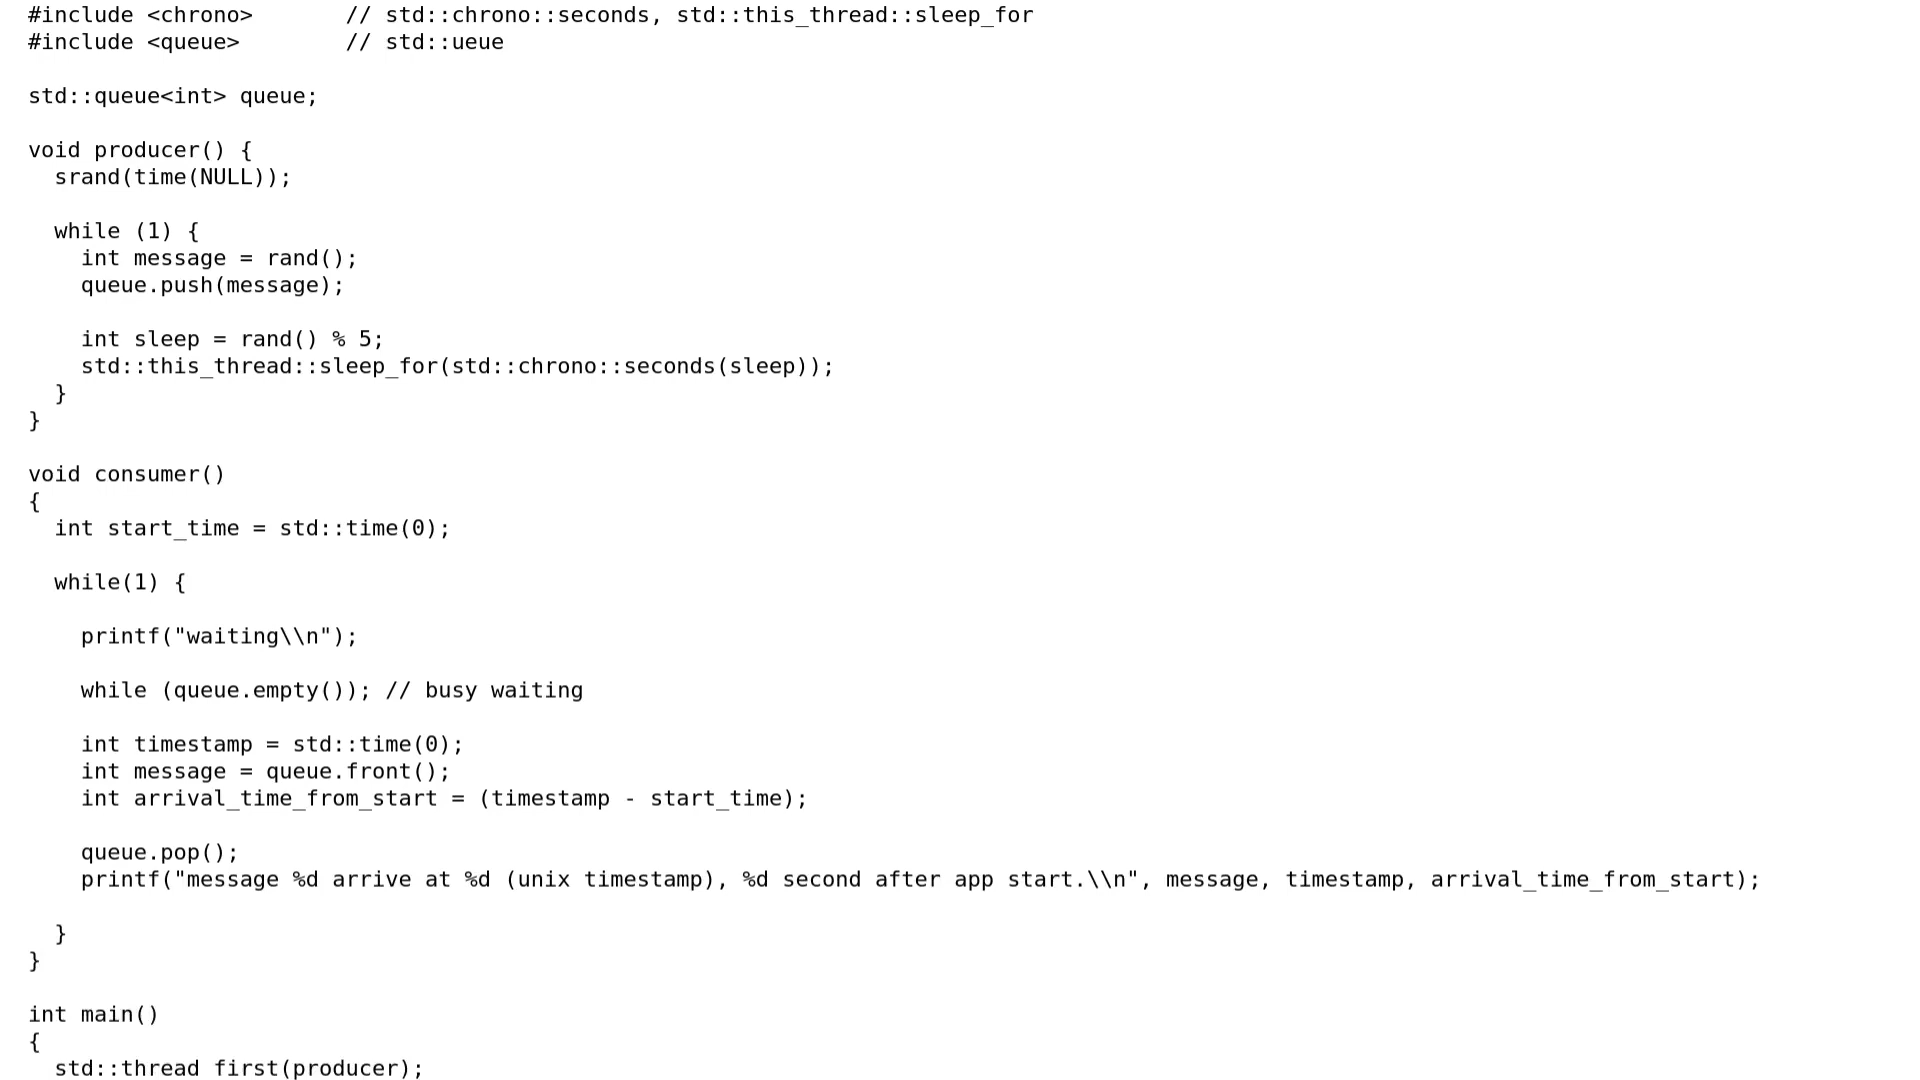 #include <chrono>       // std::chrono::seconds, std::this_thread::sleep_for
#include <queue>        // std::ueue

std::queue<int> queue;

void producer() {
  srand(time(NULL));

  while (1) {
    int message = rand();
    queue.push(message);

    int sleep = rand() % 5;
    std::this_thread::sleep_for(std::chrono::seconds(sleep));
  }
}

void consumer()
{
  int start_time = std::time(0);

  while(1) {

    printf("waiting\\n");

    while (queue.empty()); // busy waiting

    int timestamp = std::time(0);
    int message = queue.front();
    int arrival_time_from_start = (timestamp - start_time);

    queue.pop();
    printf("message %d arrive at %d (unix timestamp), %d second after app start.\\n", message, timestamp, arrival_time_from_start);

  }
}

int main()
{
  std::thread first(producer);